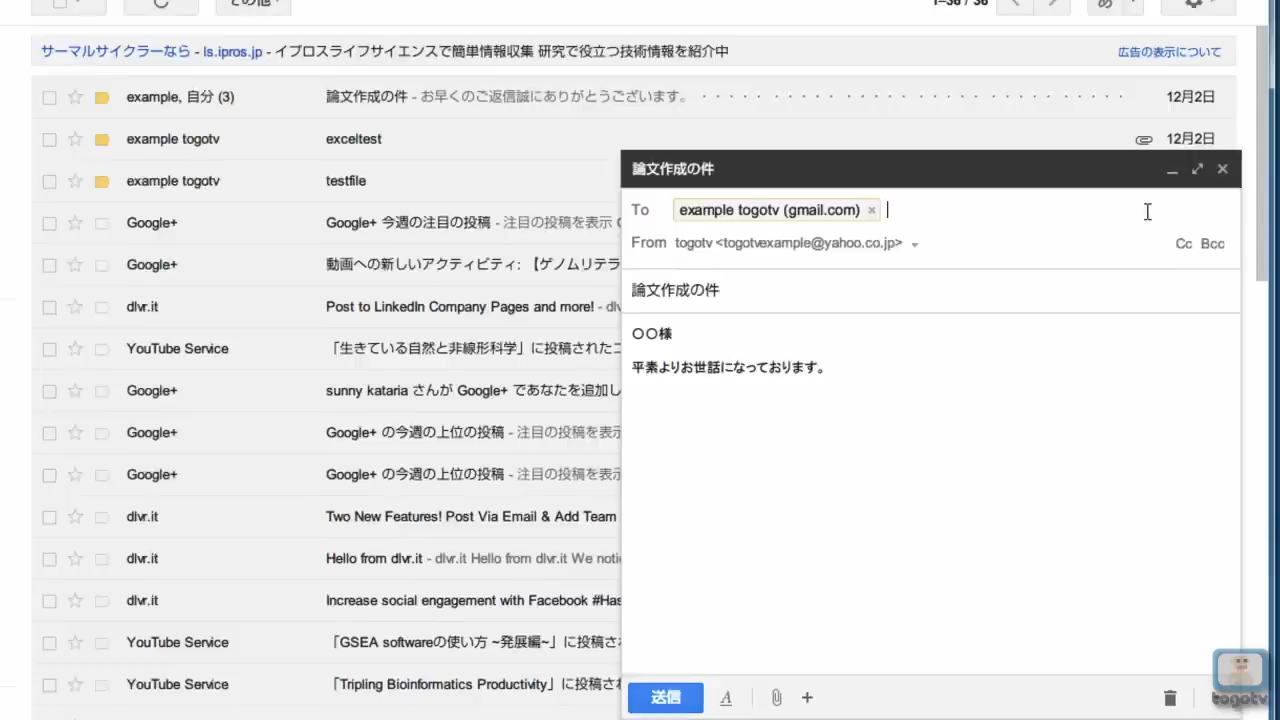 その他
1–36 / 36
あ
サーマルサイクラーなら - ls.ipros.jp - イプロスライフサイエンスで簡単情報収集 研究で役立つ技術情報を紹介中 広告の表示について
example, 自分 (3) 論文作成の件 - お早くのご返信誠にありがとうございます。 12月2日
example togotv exceltest 12月2日
example togotv testfile
Google+ Google+ 今週の注目の投稿 - 注目の投稿を表示
Google+ 動画への新しいアクティビティ: 【ゲノムリテラ
dlvr.it Post to LinkedIn Company Pages and more! - dlv
YouTube Service 「生きている自然と非線形科学」に投稿されたコ
Google+ sunny kataria さんが Google+ であなたを追加し
Google+ Google+ の今週の上位の投稿 - 注目の投稿を表示
Google+ Google+ の今週の上位の投稿 - 注目の投稿を表示
dlvr.it Two New Features! Post Via Email & Add Team
dlvr.it Hello from dlvr.it - dlvr.it Hello from dlvr.it We noti
dlvr.it Increase social engagement with Facebook #Has
YouTube Service 「GSEA softwareの使い方 ~発展編~」に投稿さ
YouTube Service 「Tripling Bioinformatics Productivity」に投稿さ
論文作成の件
To example togotv (gmail.com) ×
From togotv <togotvexample@yahoo.co.jp> Cc Bcc
論文作成の件
〇〇様
平素よりお世話になっております。
送信 A
togotv